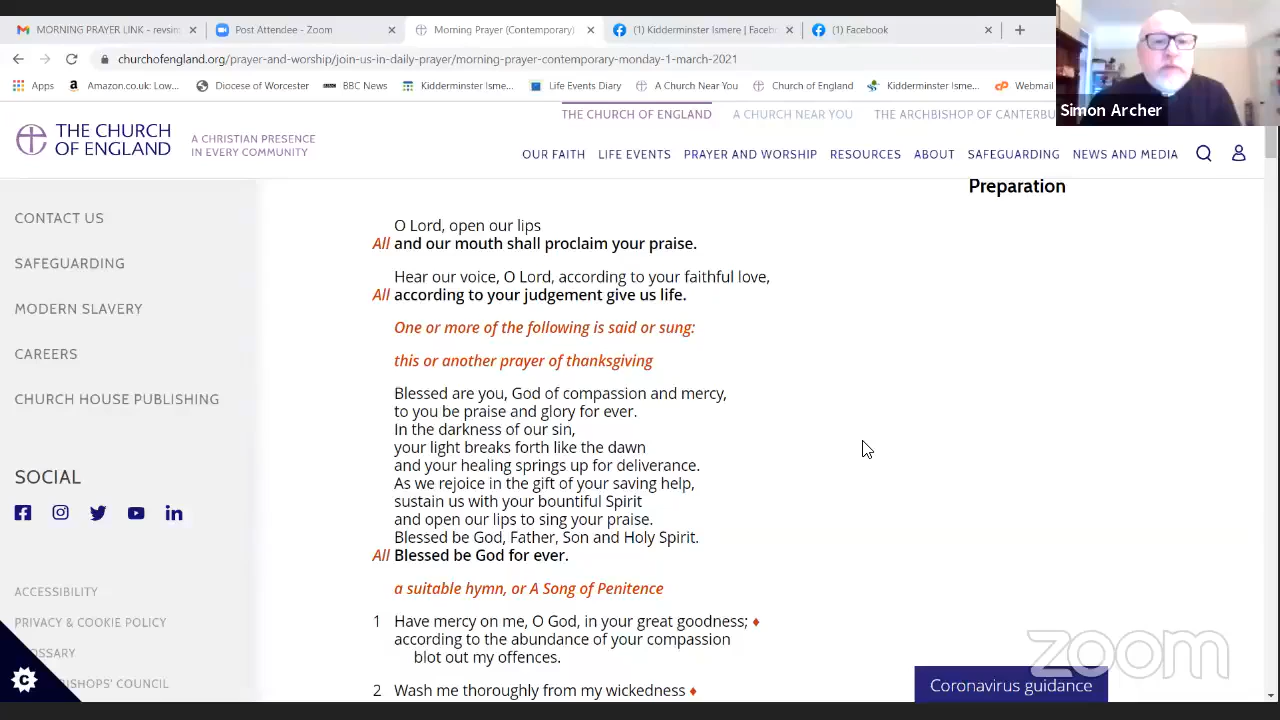 MORNING PRAYER LINK - revsim
Post Attendee - Zoom
Morning Prayer (Contemporary)
(1) Kidderminster Ismere | Faceb
(1) Facebook
churchofengland.org/prayer-and-worship/join
daily-prayer/morning-prayer-contemporary-monday-1-march-2021
Apps
Amazon.co.uk: Low...
Diocese of Worcester
BBC News
Kidderminster Isme...
Life Events Diary
A Church Near You
Church of England
Kidderminster Isme...
Webmail
Simon Archer
THE CHURCH OF ENGLAND
A CHURCH NEAR YOU
THE ARCHBISHOP OF CANTERBU
THE CHURCH
OF ENGLAND
A CHRISTIAN PRESENCE
IN EVERY COMMUNITY
OUR FAITH
LIFE EVENTS
PRAYER AND WORSHIP
RESOURCES
ABOUT
SAFEGUARDING
NEWS AND MEDIA
CONTACT US
SAFEGUARDING
MODERN SLAVERY
CAREERS
CHURCH HOUSE PUBLISHING
SOCIAL
ACCESSIBILITY
PRIVACY & COOKIE POLICY
OSSARY
BISHOPS' COUNCIL
Preparation
O Lord, open our lips
All and our mouth shall proclaim your praise.
Hear our voice, O Lord, according to your faithful love,
All according to your judgement give us life.
One or more of the following is said or sung:
this or another prayer of thanksgiving
Blessed are you, God of compassion and mercy,
to you be praise and glory for ever.
In the darkness of our sin,
your light breaks forth like the dawn
and your healing springs up for deliverance.
As we rejoice in the gift of your saving help,
sustain us with your bountiful Spirit
and open our lips to sing your praise.
Blessed be God, Father, Son and Holy Spirit.
All Blessed be God for ever.
a suitable hymn, or A Song of Penitence
1 Have mercy on me, O God, in your great goodness; ♦
according to the abundance of your compassion
blot out my offences.
2 Wash me thoroughly from my wickedness ♦
zoom
Coronavirus guidance